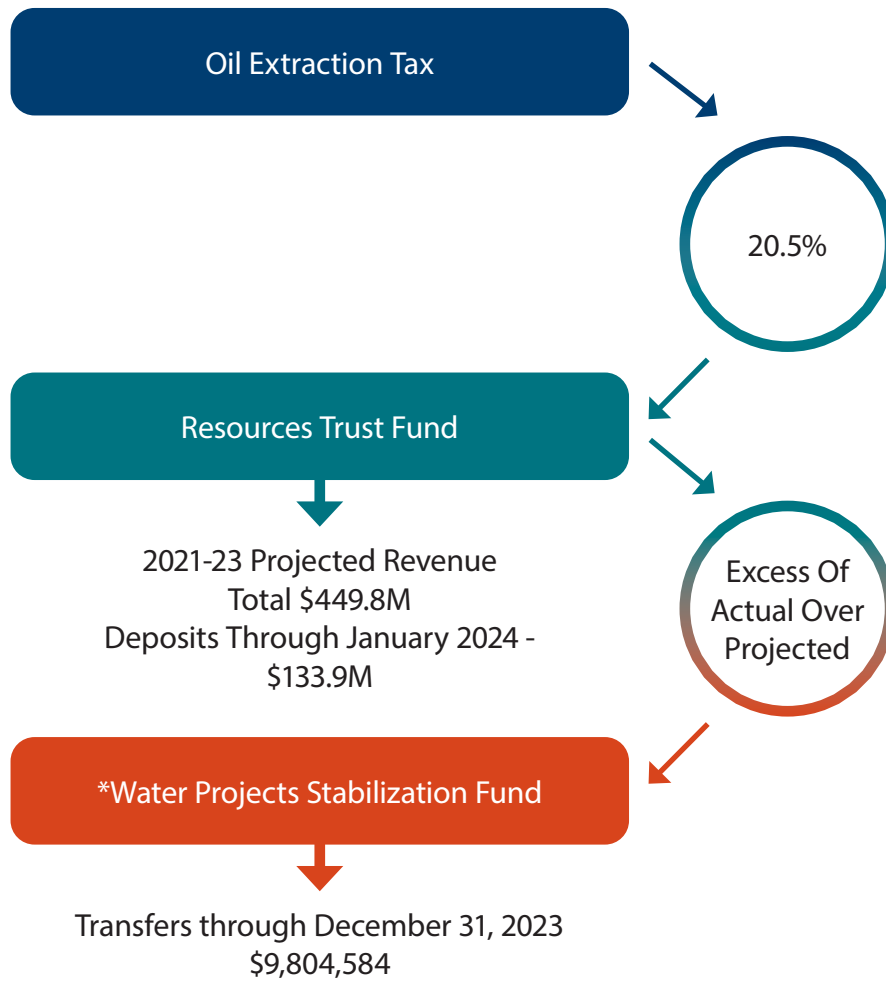 Oil Extraction Tax
20.5%
Resources Trust Fund
2021-23 Projected Revenue
Total $449.8M
Deposits Through January 2024 -
$133.9M
Excess Of
Actual Over
Projected
*Water Projects Stabilization Fund
Transfers through December 31, 2023
$9,804,584